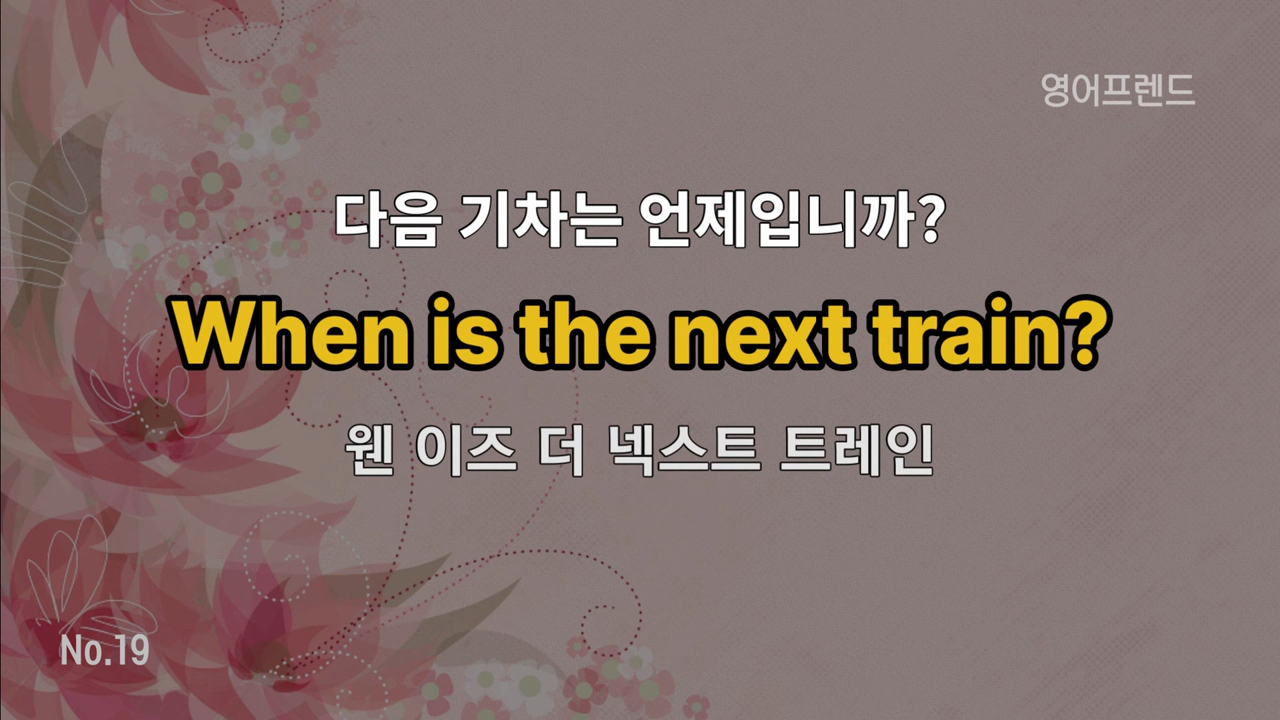 영어프렌드
다음 기차는 언제입니까?
When is the next train?
웬 이즈 더 넥스트 트레인
No.19